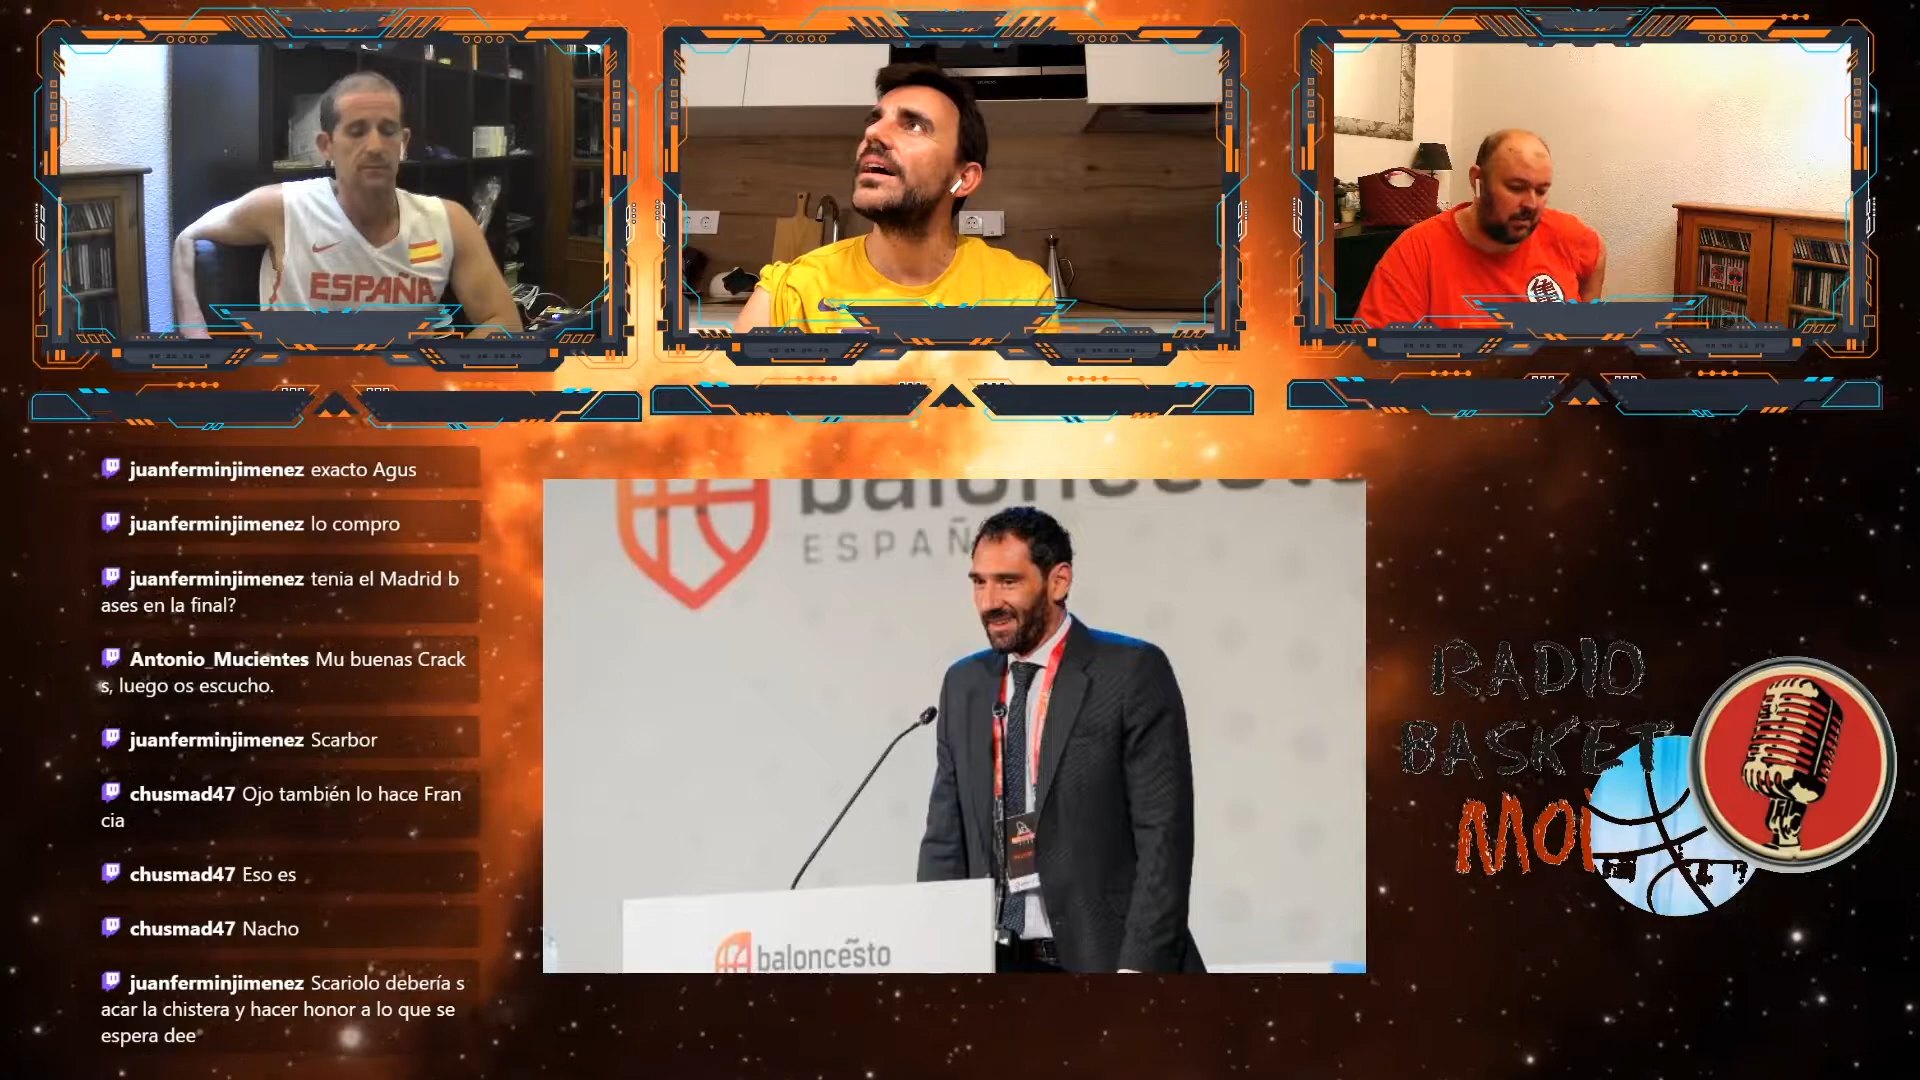 ESPAÑA
juanferminjimenez exacto Agus
juanferminjimenez lo compro
juanferminjimenez tenia el Madrid b
ases en la final?
Antonio_Mucientes Mu buenas Crack
s, luego os escucho.
juanferminjimenez Scarbor
chusmad47 Ojo también lo hace Fran
cia
chusmad47 Eso es
chusmad47 Nacho
juanferminjimenez Scariolo debería s
acar la chistera y hacer honor a lo que se
espera dee
baloncesto
ESPAÑ
baloncesto
RADIO
BASKET
MOI